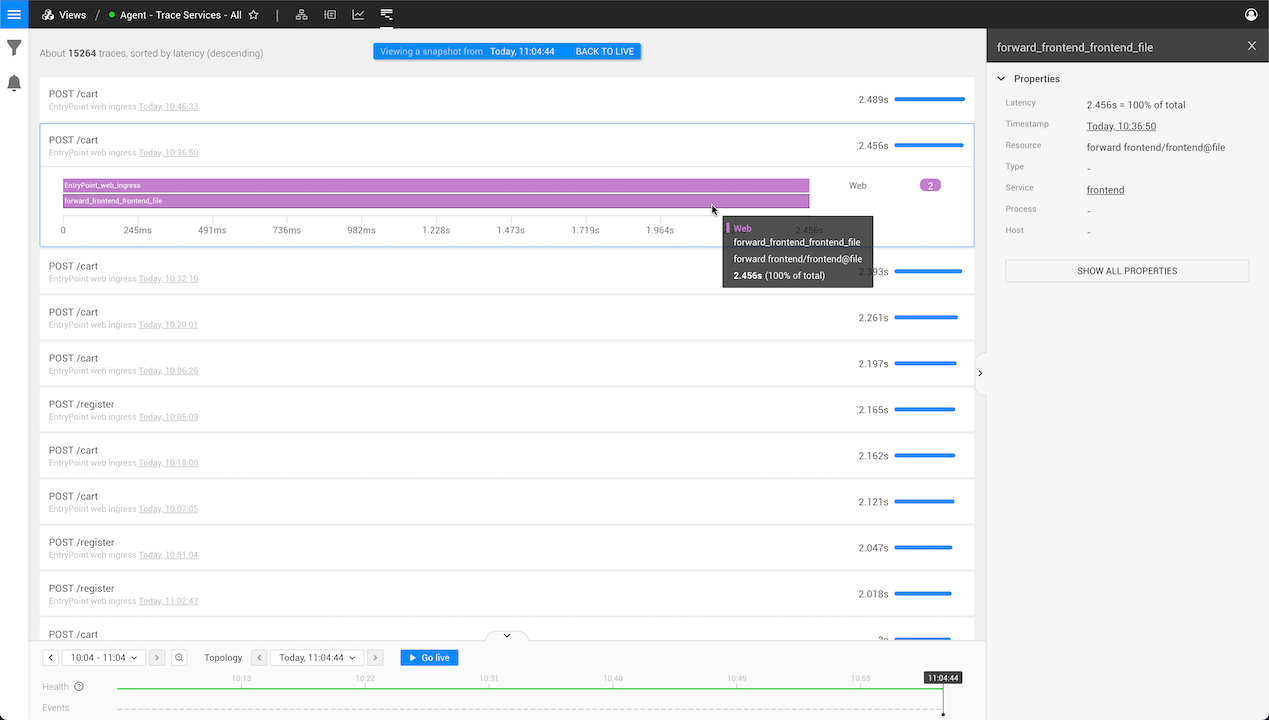 Views / Agent - Trace Services - All
About 15264 traces, sorted by latency (descending)
Viewing a snapshot from Today, 11:04:44 BACK TO LIVE
POST /cart
EntryPoint web ingress Today, 10:46:33
2.489s
POST /cart
EntryPoint web ingress Today, 10:36:50
2.456s
EntryPoint_web_ingress
forward_frontend_frontend_file
Web 2
0 245ms 491ms 736ms 982ms 1.228s 1.473s 1.719s 1.964s 2.456s
Web
forward_frontend_frontend_file
forward frontend/frontend@file
2.456s (100% of total)
POST /cart
EntryPoint web ingress Today, 10:32:19
2.393s
POST /cart
EntryPoint web ingress Today, 10:20:01
2.261s
POST /cart
EntryPoint web ingress Today, 10:06:26
2.197s
POST /register
EntryPoint web ingress Today, 10:05:09
2.165s
POST /cart
EntryPoint web ingress Today, 10:18:06
2.162s
POST /cart
EntryPoint web ingress Today, 10:07:05
2.121s
POST /register
EntryPoint web ingress Today, 10:51:04
2.047s
POST /register
EntryPoint web ingress Today, 11:02:43
2.018s
POST /cart
2s
forward_frontend_frontend_file
Properties
Latency 2.456s = 100% of total
Timestamp Today, 10:36:50
Resource forward frontend/frontend@file
Type -
Service frontend
Process -
Host -
SHOW ALL PROPERTIES
10:04 - 11:04 Topology Today, 11:04:44 Go live
10:13 10:22 10:31 10:40 10:49 10:58 11:04:44
Health
Events